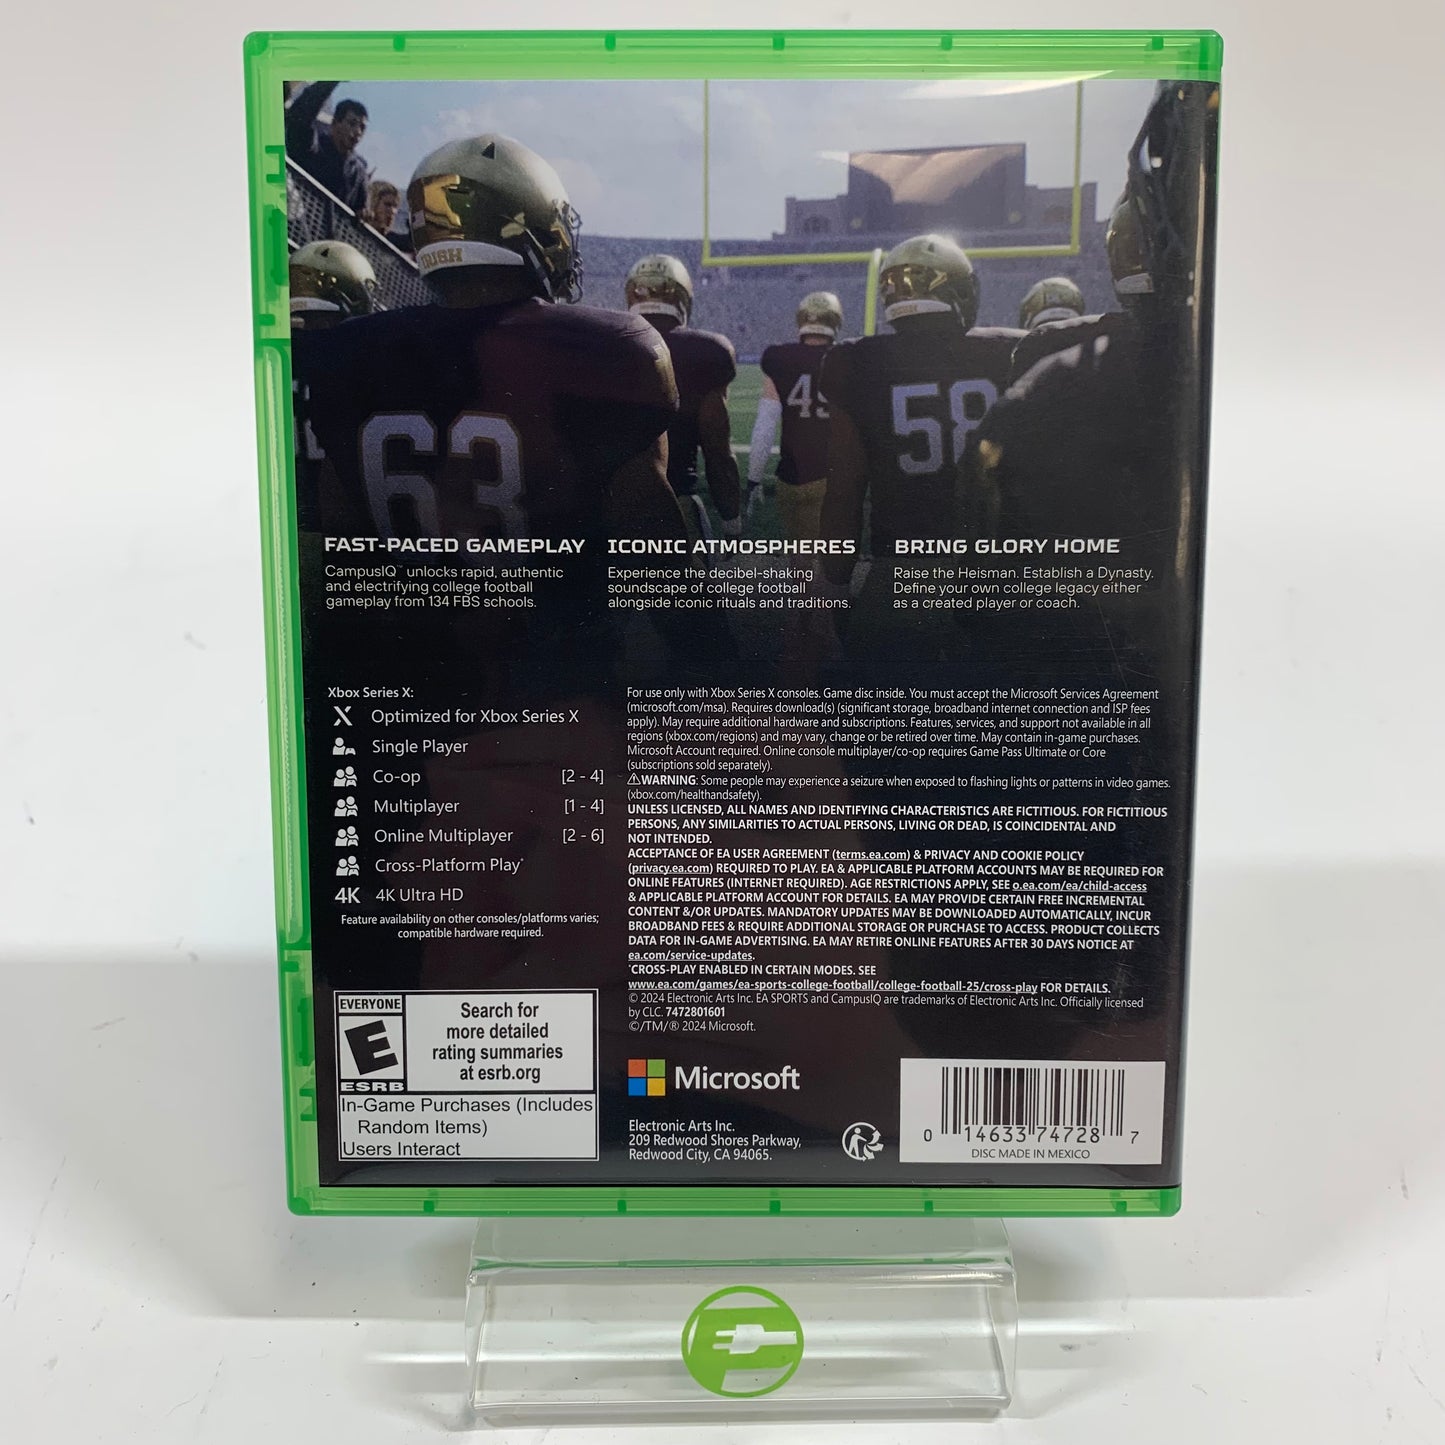 IRISH
63
49
58
FAST-PACED GAMEPLAY
CampusIQ™ unlocks rapid, authentic
and electrifying college football
gameplay from 134 FBS schools.
ICONIC ATMOSPHERES
Experience the decibel-shaking
soundscape of college football
alongside iconic rituals and traditions.
BRING GLORY HOME
Raise the Heisman. Establish a Dynasty.
Define your own college legacy either
as a created player or coach.
Xbox Series X:
Optimized for Xbox Series X
Single Player
Co-op [2 - 4]
Multiplayer [1 - 4]
Online Multiplayer [2 - 6]
Cross-Platform Play*
4K 4K Ultra HD
Feature availability on other consoles/platforms varies;
compatible hardware required.
For use only with Xbox Series X consoles. Game disc inside. You must accept the Microsoft Services Agreement
(microsoft.com/msa). Requires download(s) (significant storage, broadband internet connection and ISP fees
apply). May require additional hardware and subscriptions. Features, services, and support not available in all
regions (xbox.com/regions) and may vary, change or be retired over time. May contain in-game purchases.
Microsoft Account required. Online console multiplayer/co-op requires Game Pass Ultimate or Core
(subscriptions sold separately).
⚠WARNING: Some people may experience a seizure when exposed to flashing lights or patterns in video games.
(xbox.com/healthandsafety).
UNLESS LICENSED, ALL NAMES AND IDENTIFYING CHARACTERISTICS ARE FICTITIOUS. FOR FICTITIOUS
PERSONS, ANY SIMILARITIES TO ACTUAL PERSONS, LIVING OR DEAD, IS COINCIDENTAL AND
NOT INTENDED.
ACCEPTANCE OF EA USER AGREEMENT (terms.ea.com) & PRIVACY AND COOKIE POLICY
(privacy.ea.com) REQUIRED TO PLAY. EA & APPLICABLE PLATFORM ACCOUNTS MAY BE REQUIRED FOR
ONLINE FEATURES (INTERNET REQUIRED). AGE RESTRICTIONS APPLY, SEE o.ea.com/ea/child-access
& APPLICABLE PLATFORM ACCOUNT FOR DETAILS. EA MAY PROVIDE CERTAIN FREE INCREMENTAL
CONTENT &/OR UPDATES. MANDATORY UPDATES MAY BE DOWNLOADED AUTOMATICALLY, INCUR
BROADBAND FEES & REQUIRE ADDITIONAL STORAGE OR PURCHASE TO ACCESS. PRODUCT COLLECTS
DATA FOR IN-GAME ADVERTISING. EA MAY RETIRE ONLINE FEATURES AFTER 30 DAYS NOTICE AT
ea.com/service-updates.
*CROSS-PLAY ENABLED IN CERTAIN MODES. SEE
www.ea.com/games/ea-sports-college-football/college-football-25/cross-play FOR DETAILS.
© 2024 Electronic Arts Inc. EA SPORTS and CampusIQ are trademarks of Electronic Arts Inc. Officially licensed
by CLC. 7472801601
©/TM/® 2024 Microsoft.
EVERYONE
E
ESRB
Search for
more detailed
rating summaries
at esrb.org
In-Game Purchases (Includes
Random Items)
Users Interact
Microsoft
Electronic Arts Inc.
209 Redwood Shores Parkway,
Redwood City, CA 94065.
0 14633 74728 7
DISC MADE IN MEXICO